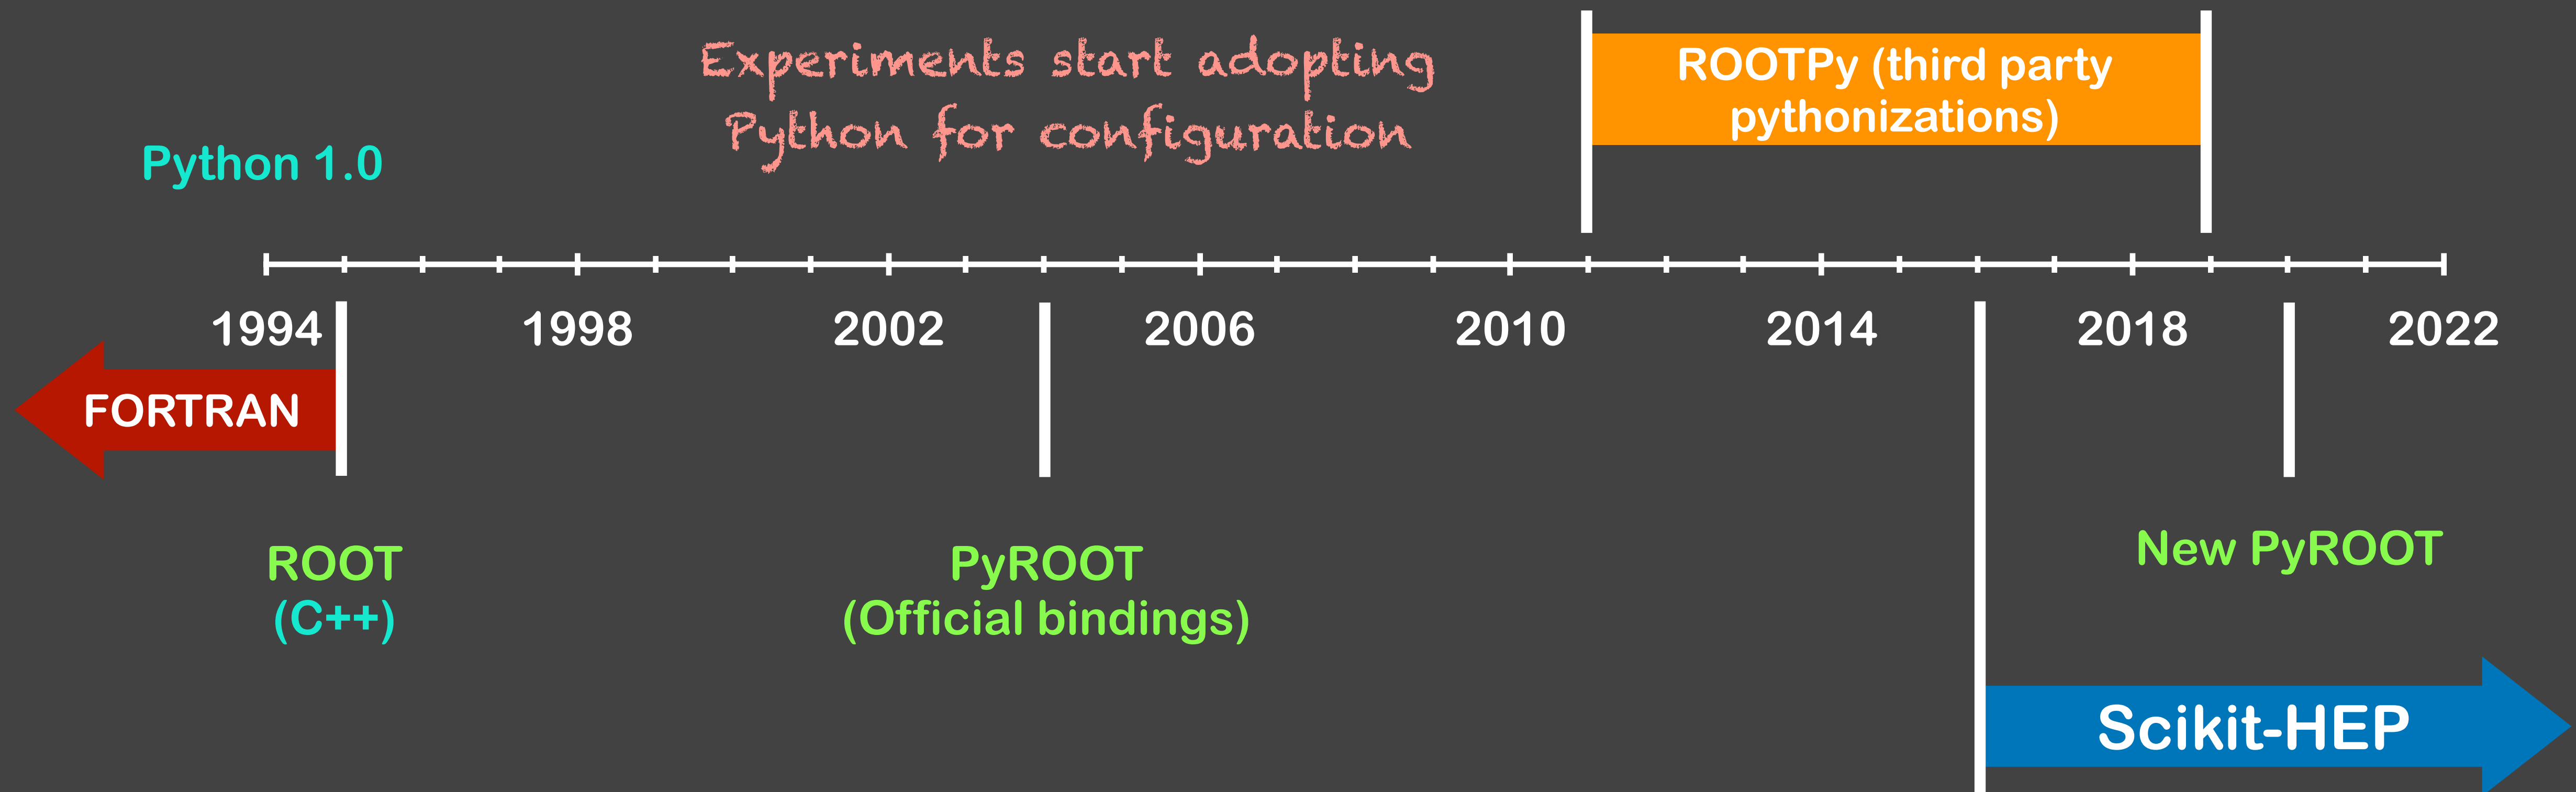 Experiments start adopting
Python for configuration
ROOTPy (third party
pythonizations)
Python 1.0
1994
1998
2002
2006
2010
2014
2018
2022
FORTRAN
ROOT
(C++)
PyROOT
(Official bindings)
New PyROOT
Scikit-HEP